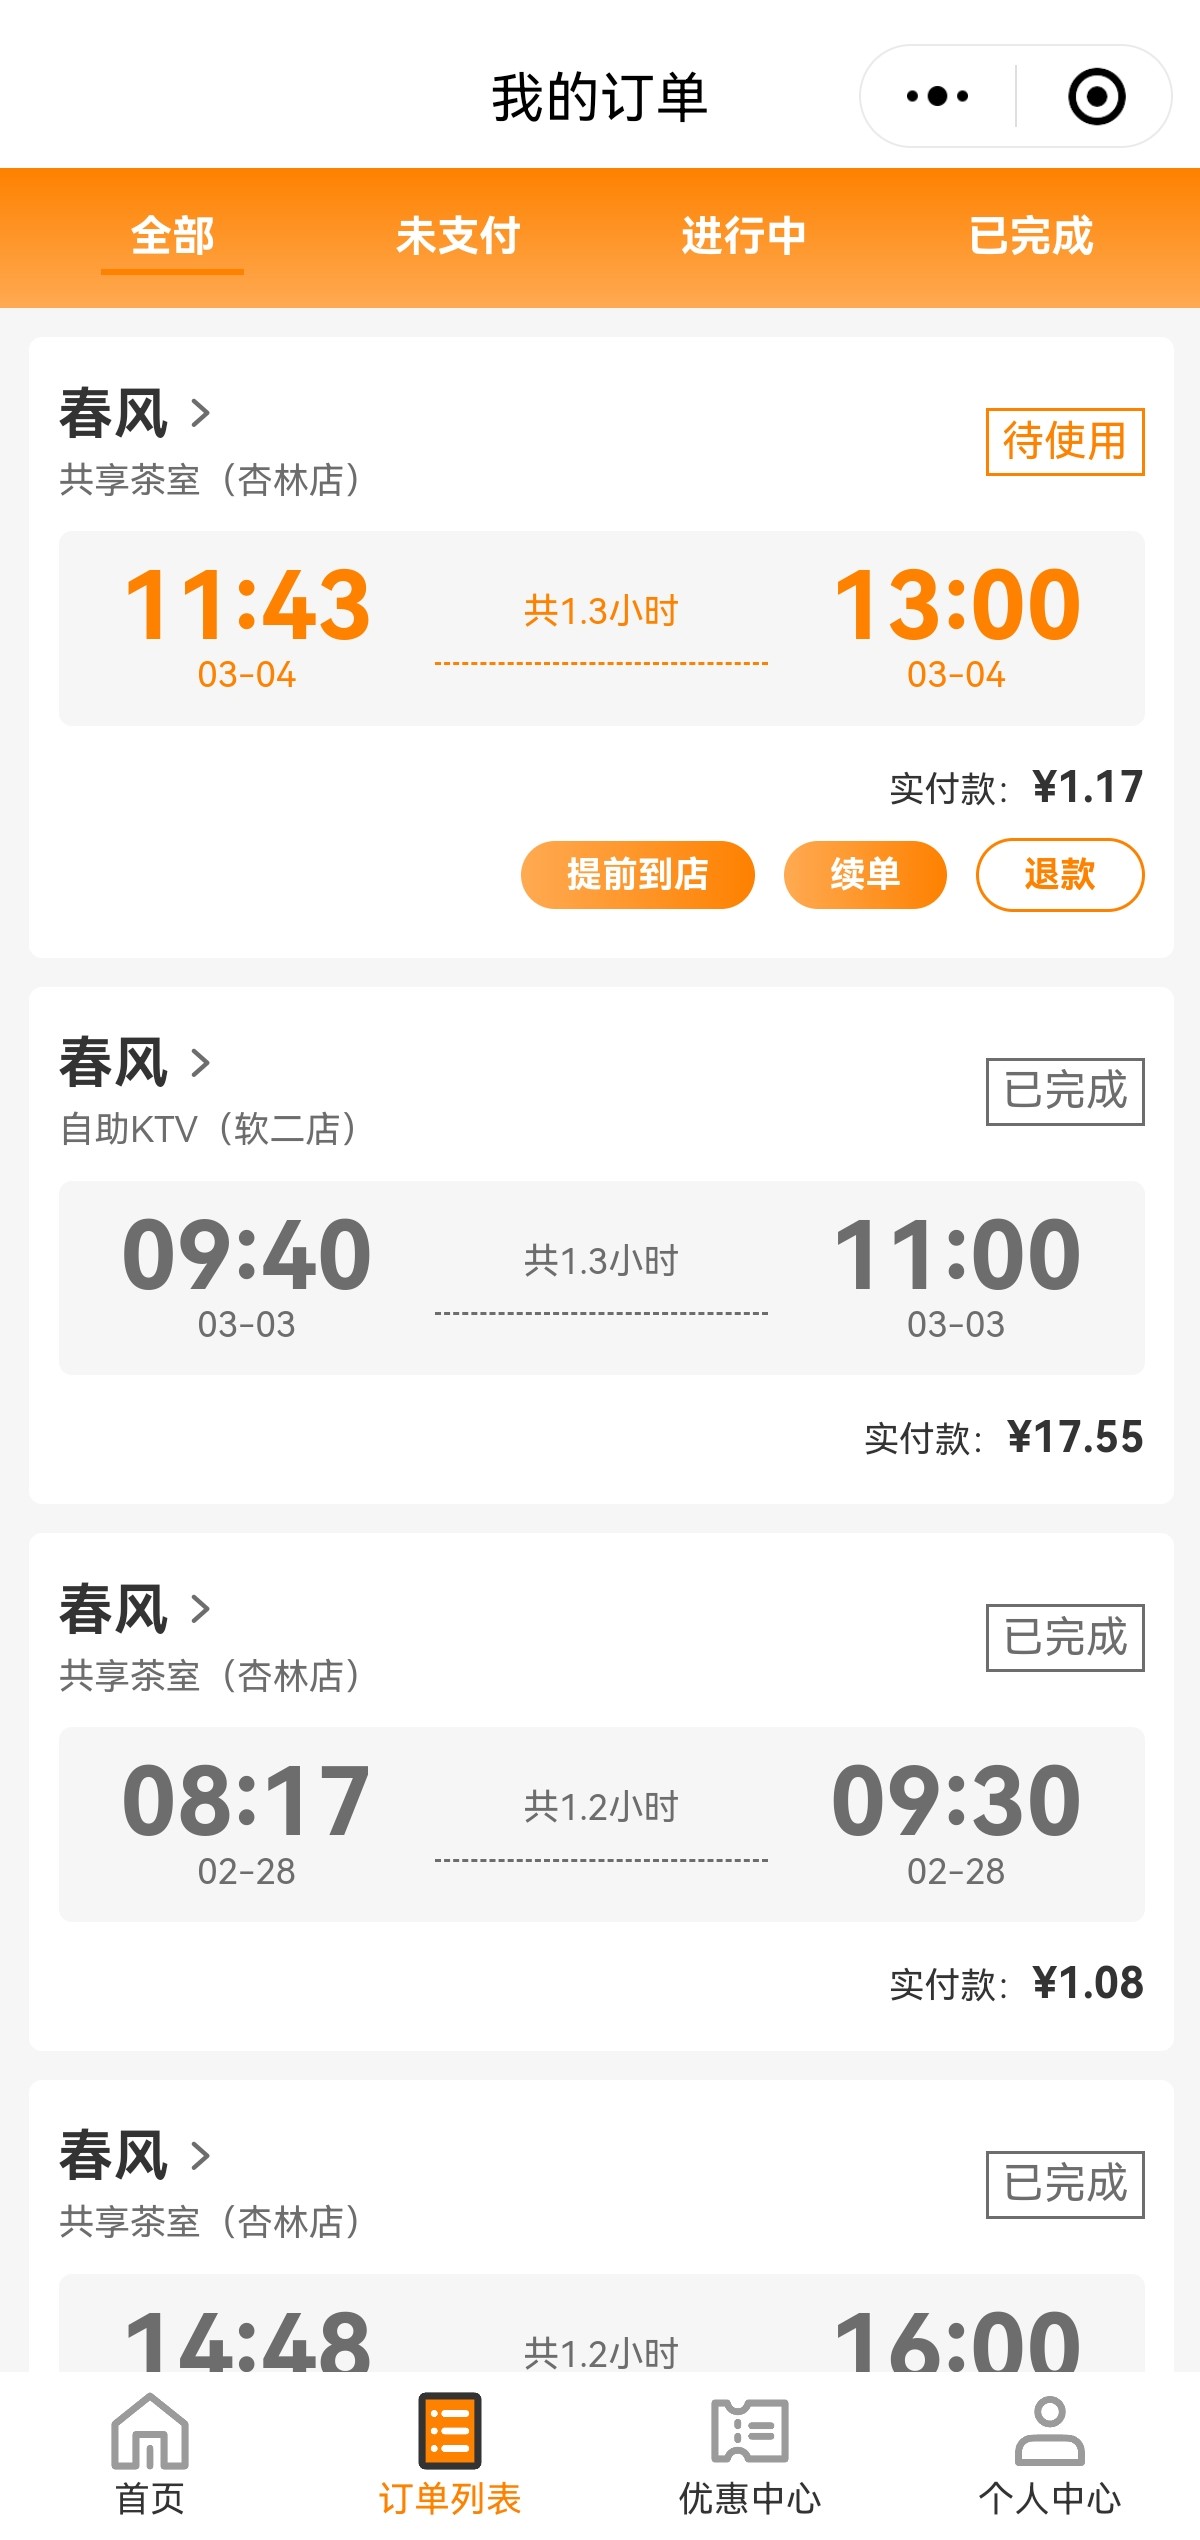 我的订单
全部 未支付 进行中 已完成
春风
共享茶室（杏林店）
待使用
11:43 共1.3小时 13:00
03-04 03-04
实付款：¥1.17
提前到店 续单 退款
春风
自助KTV（软二店）
已完成
09:40 共1.3小时 11:00
03-03 03-03
实付款：¥17.55
春风
共享茶室（杏林店）
已完成
08:17 共1.2小时 09:30
02-28 02-28
实付款：¥1.08
春风
共享茶室（杏林店）
已完成
14:48 共1.2小时 16:00
首页 订单列表 优惠中心 个人中心